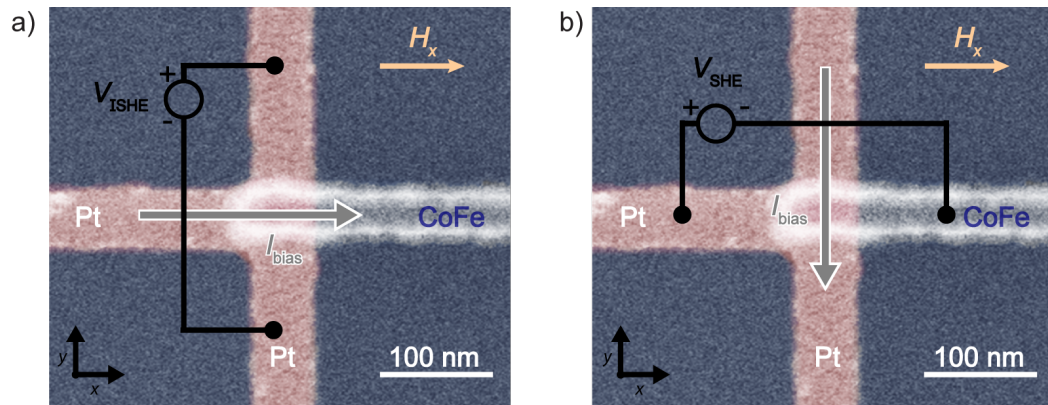 a)
H_x
+
V_ISHE
-
Pt
CoFe
I_bias
Pt
y
x
100 nm
b)
H_x
V_SHE
+
-
Pt
I_bias
CoFe
Pt
y
x
100 nm